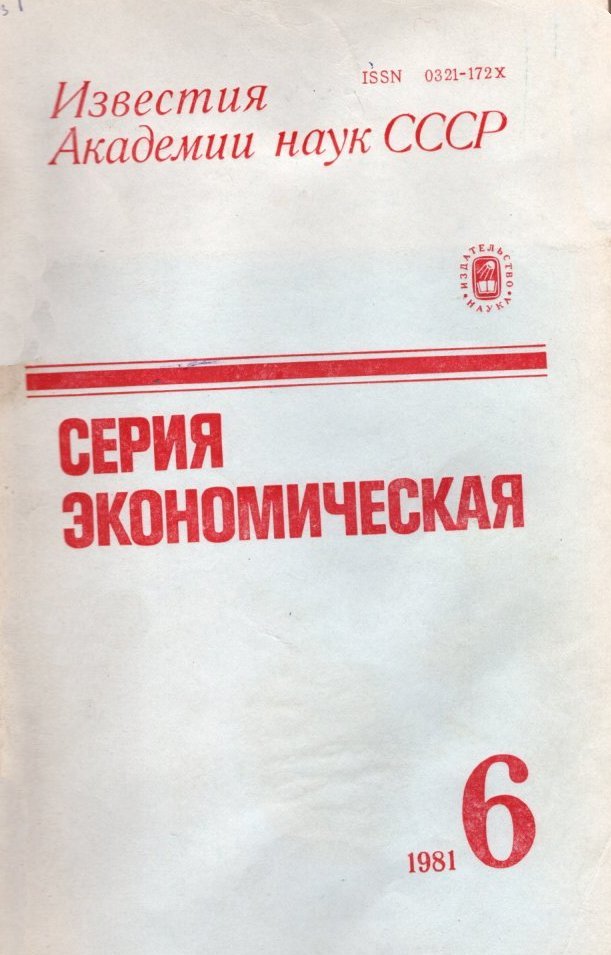 ISSN 0321-172X
Известия
Академии наук СССР
ИЗДАТЕЛЬСТВО
• НАУКА •
СЕРИЯ
ЭКОНОМИЧЕСКАЯ
1981 6